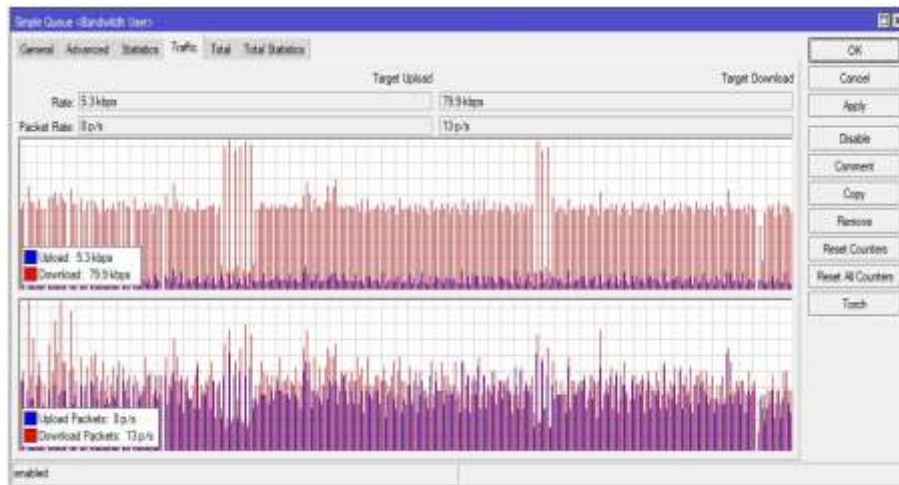 Simple Queue <Bandwitch User>
General Advanced Statistics Traffic Total Total Statistics
Target Upload Target Download
Rate: 5.3 kbps 79.9 kbps
Packet Rate: 8 p/s 13 p/s
Upload: 5.3 kbps
Download: 79.9 kbps
Upload Packets: 8 p/s
Download Packets: 13 p/s
OK
Cancel
Apply
Disable
Comment
Copy
Remove
Reset Counters
Reset All Counters
Torch
enabled